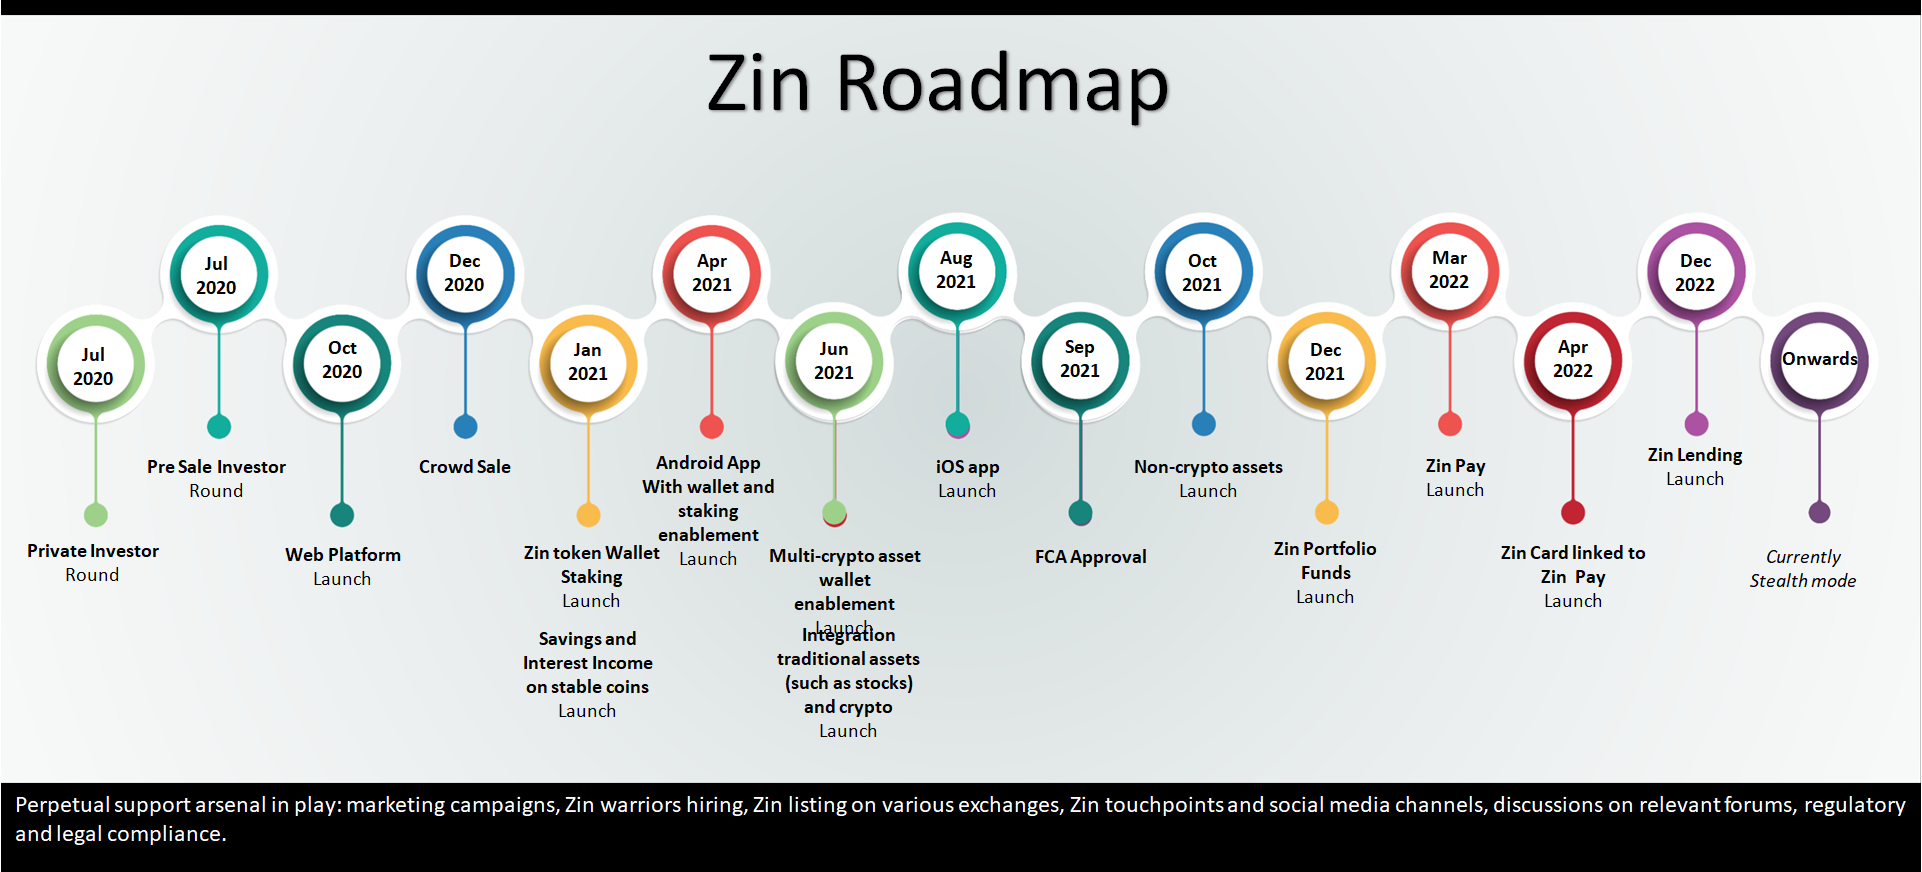 Zin Roadmap
Jul
2020
Private Investor
Round
Jul
2020
Pre Sale Investor
Round
Oct
2020
Web Platform
Launch
Dec
2020
Crowd Sale
Jan
2021
Zin token Wallet
Staking
Launch
Savings and
Interest Income
on stable coins
Launch
Apr
2021
Android App
With wallet and
staking
enablement
Launch
Jun
2021
Multi-crypto asset
wallet
enablement
Launch
Integration
traditional assets
(such as stocks)
and crypto
Launch
Aug
2021
iOS app
Launch
Sep
2021
FCA Approval
Oct
2021
Non-crypto assets
Launch
Dec
2021
Zin Portfolio
Funds
Launch
Mar
2022
Zin Pay
Launch
Apr
2022
Zin Card linked to
Zin Pay
Launch
Dec
2022
Zin Lending
Launch
Onwards
Currently
Stealth mode
Perpetual support arsenal in play: marketing campaigns, Zin warriors hiring, Zin listing on various exchanges, Zin touchpoints and social media channels, discussions on relevant forums, regulatory
and legal compliance.